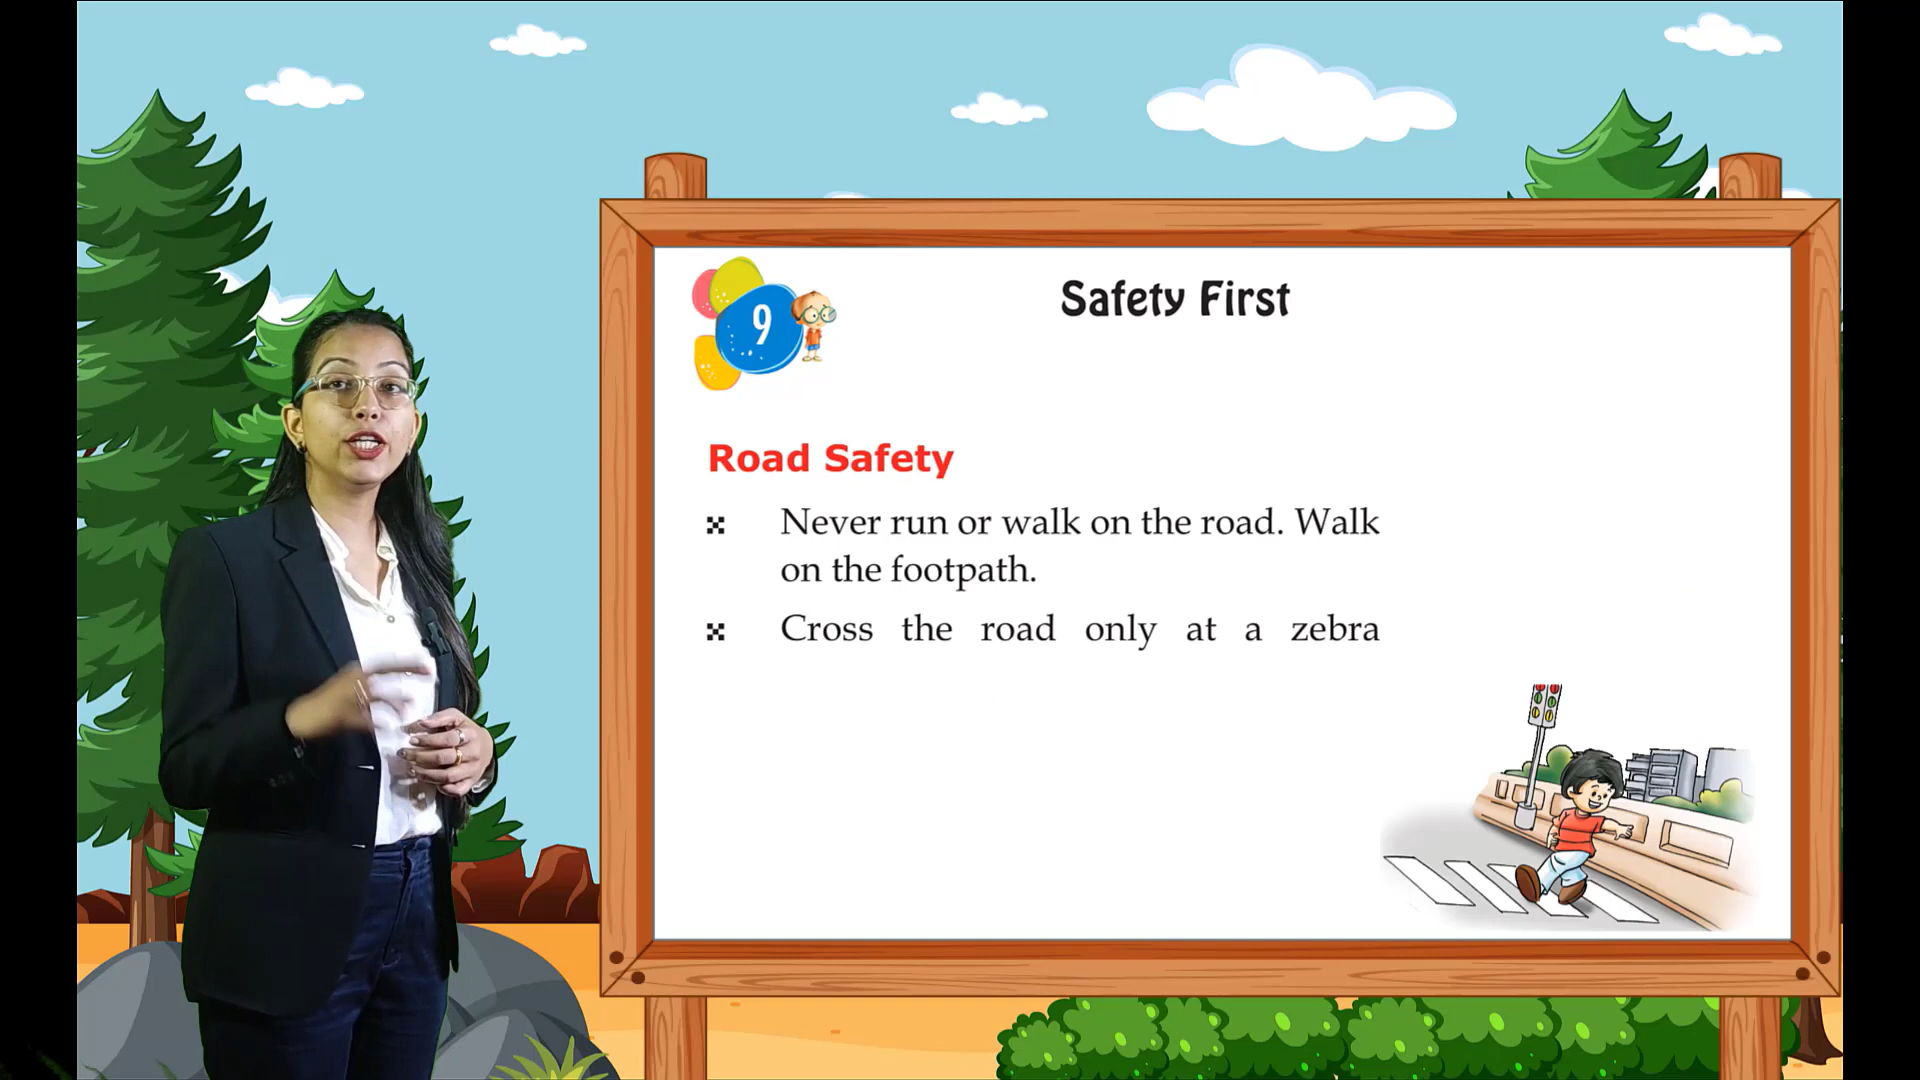 9
Safety First
Road Safety
Never run or walk on the road. Walk
on the footpath.
Cross the road only at a zebra